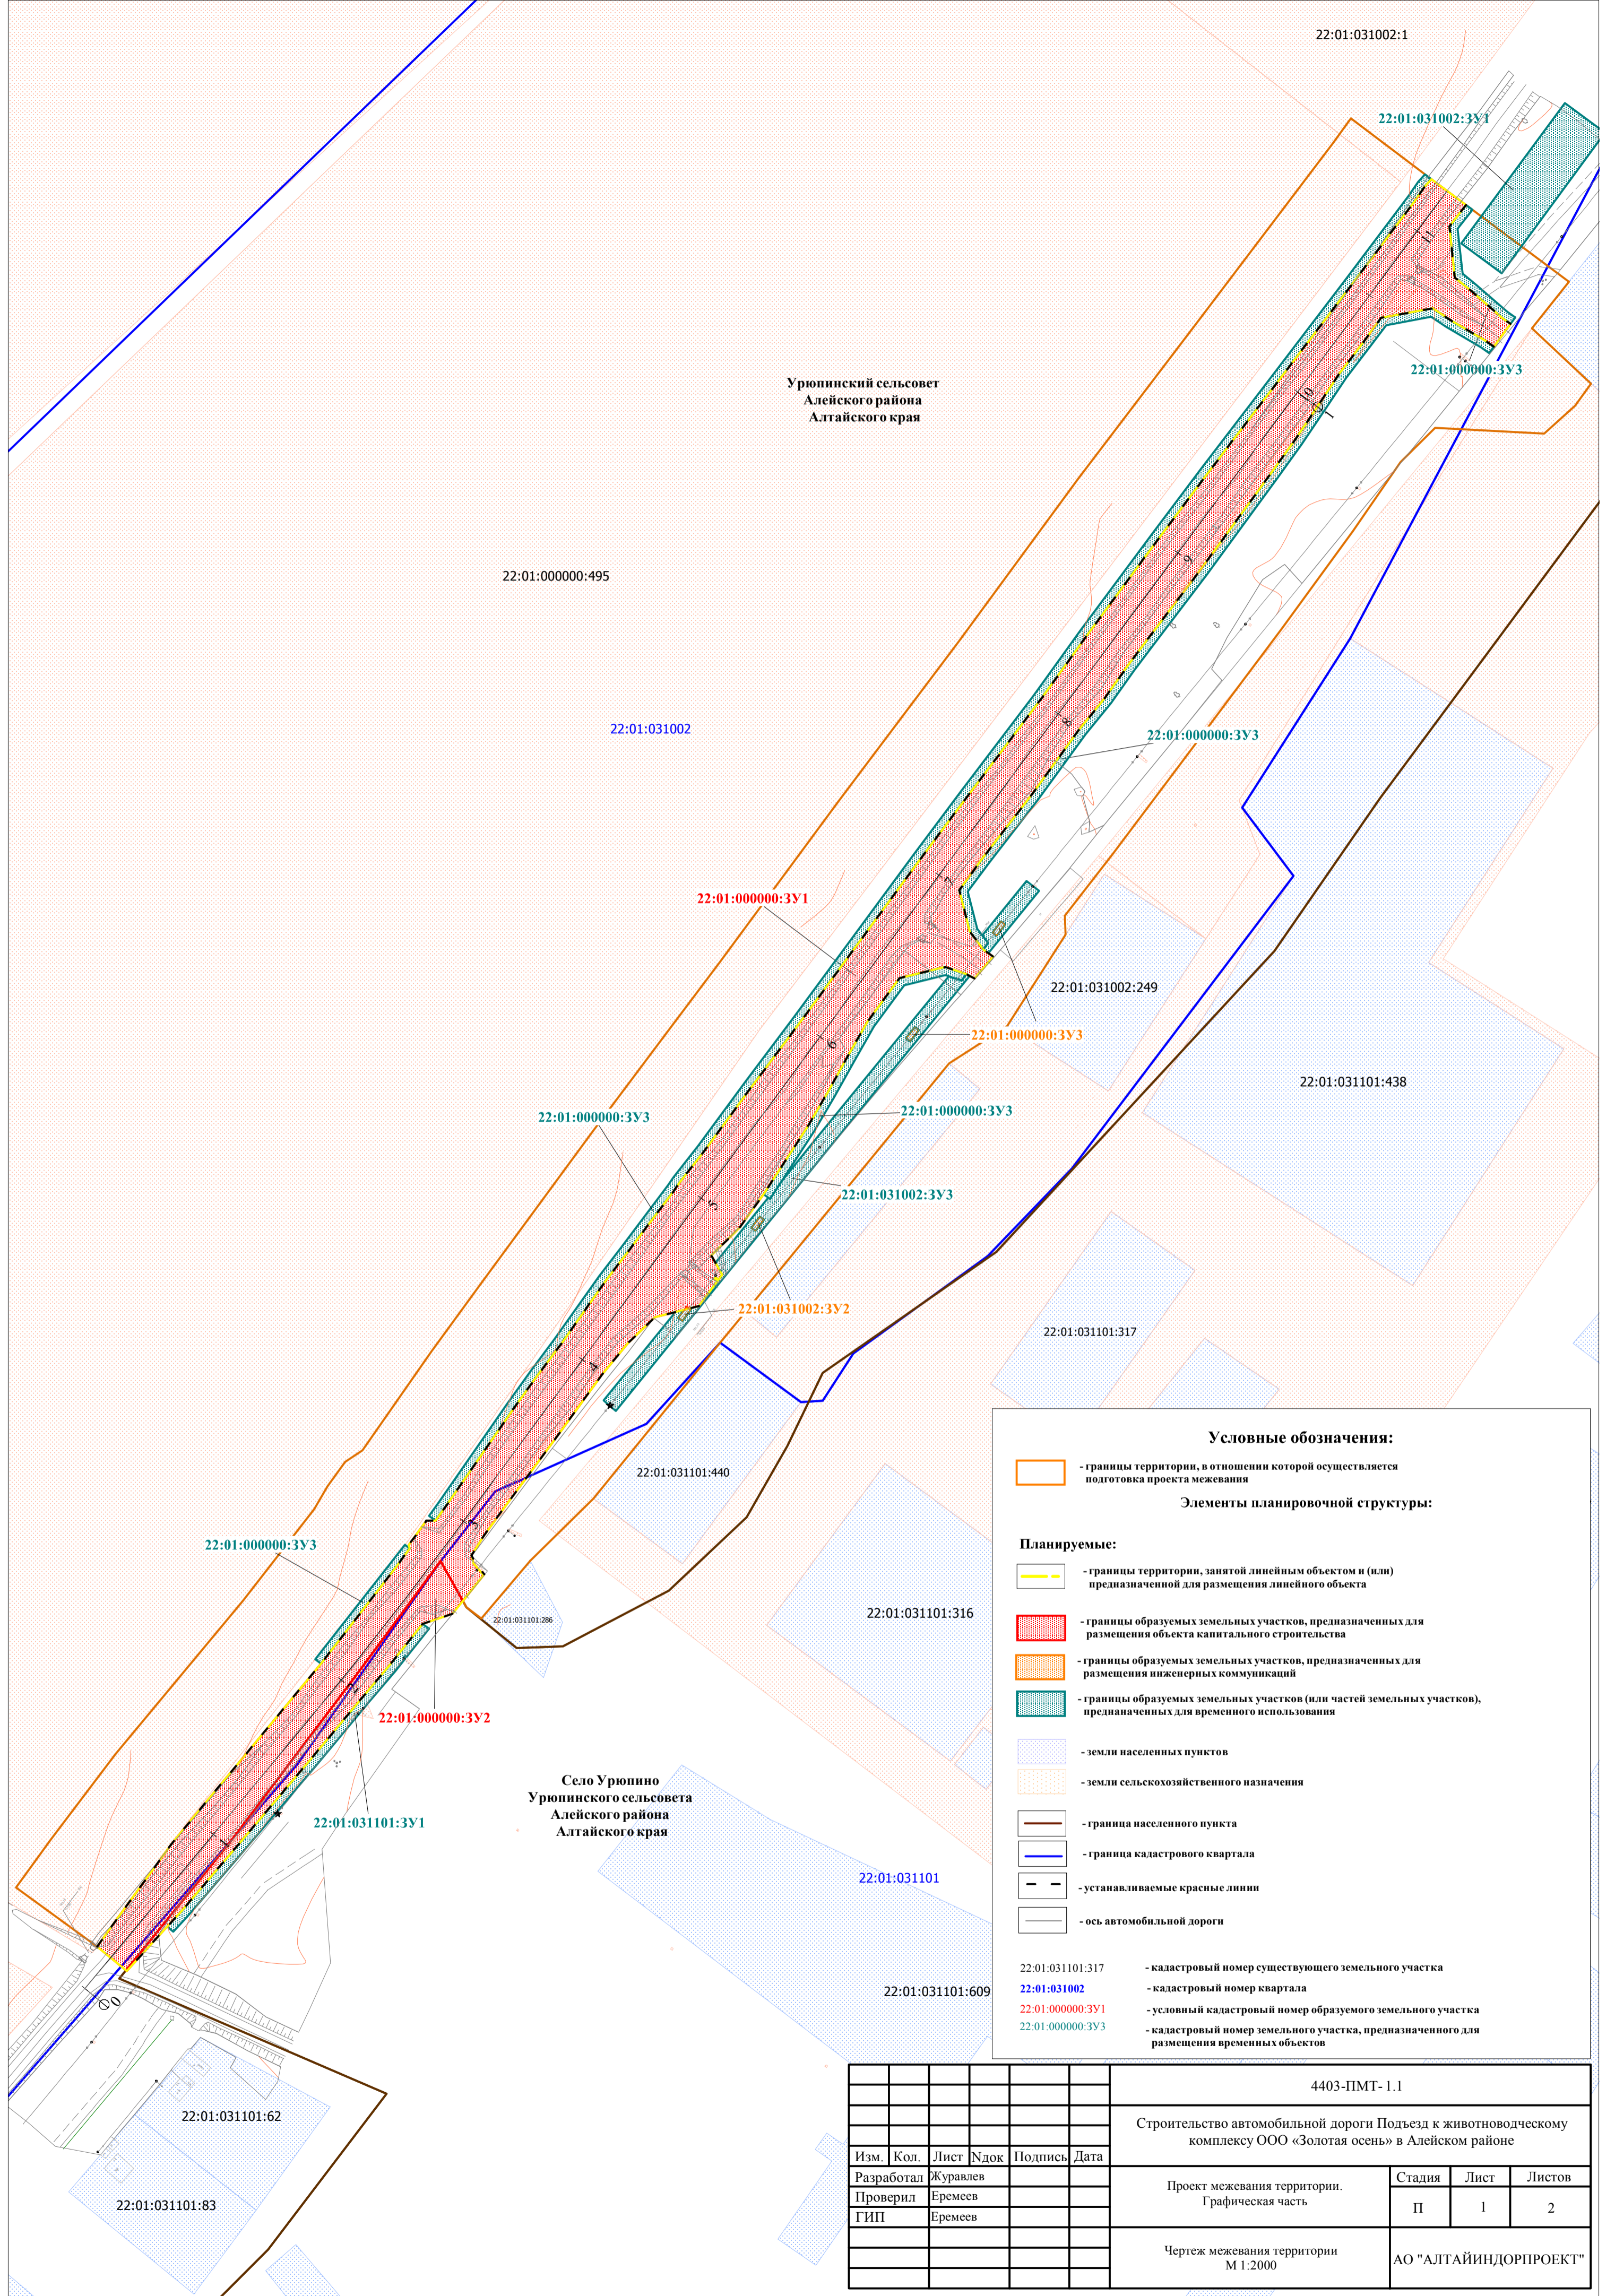 22:01:031002:1
22:01:031002:ЗУ1
22:01:000000:ЗУ3
11
10
1
Урюпинский сельсовет
Алейского района
Алтайского края
9
22:01:000000:495
22:01:031002
8
22:01:000000:ЗУ3
7
22:01:000000:ЗУ1
22:01:031002:249
6
22:01:000000:ЗУ3
22:01:031101:438
22:01:000000:ЗУ3
22:01:000000:ЗУ3
22:01:031002:ЗУ3
5
22:01:031002:ЗУ2
22:01:031101:317
4
22:01:031101:440
3
22:01:000000:ЗУ3
22:01:031101:286
22:01:031101:316
2
22:01:000000:ЗУ2
22:01:031101:ЗУ1
1
Село Урюпино
Урюпинского сельсовета
Алейского района
Алтайского края
22:01:031101
22:01:031101:609
0
22:01:031101:62
22:01:031101:83
Условные обозначения:
- границы территории, в отношении которой осуществляется
подготовка проекта межевания
Элементы планировочной структуры:
Планируемые:
- границы территории, занятой линейным объектом и (или)
предназначенной для размещения линейного объекта
- границы образуемых земельных участков, предназначенных для
размещения объекта капитального строительства
- границы образуемых земельных участков, предназначенных для
размещения инженерных коммуникаций
- границы образуемых земельных участков (или частей земельных участков),
преднаначенных для временного использования
- земли населенных пунктов
- земли сельскохозяйственного назначения
- граница населенного пункта
- граница кадастрового квартала
- устанавливаемые красные линии
- ось автомобильной дороги
22:01:031101:317 - кадастровый номер существующего земельного участка
22:01:031002 - кадастровый номер квартала
22:01:000000:ЗУ1 - условный кадастровый номер образуемого земельного участка
22:01:000000:ЗУ3 - кадастровый номер земельного участка, предназначенного для
размещения временных объектов
4403-ПМТ- 1.1
Строительство автомобильной дороги Подъезд к животноводческому
комплексу ООО «Золотая осень» в Алейском районе
Изм. Кол. Лист Nдок Подпись Дата
Разработал Журавлев
Проверил Еремеев
ГИП Еремеев
Проект межевания территории.
Графическая часть
Стадия Лист Листов
П 1 2
Чертеж межевания территории
М 1:2000
АО "АЛТАЙИНДОРПРОЕКТ"